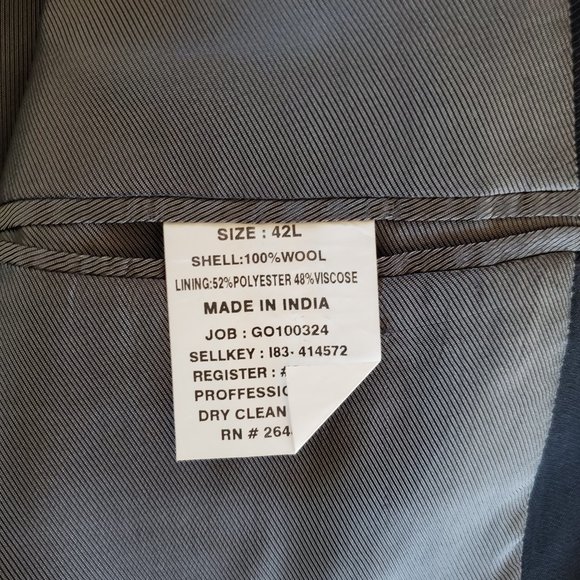 SIZE : 42L
SHELL:100%WOOL
LINING:52%POLYESTER 48%VISCOSE
MADE IN INDIA
JOB : GO100324
SELLKEY : I83- 414572
REGISTER : #
PROFFESSIO
DRY CLEAN
RN # 264